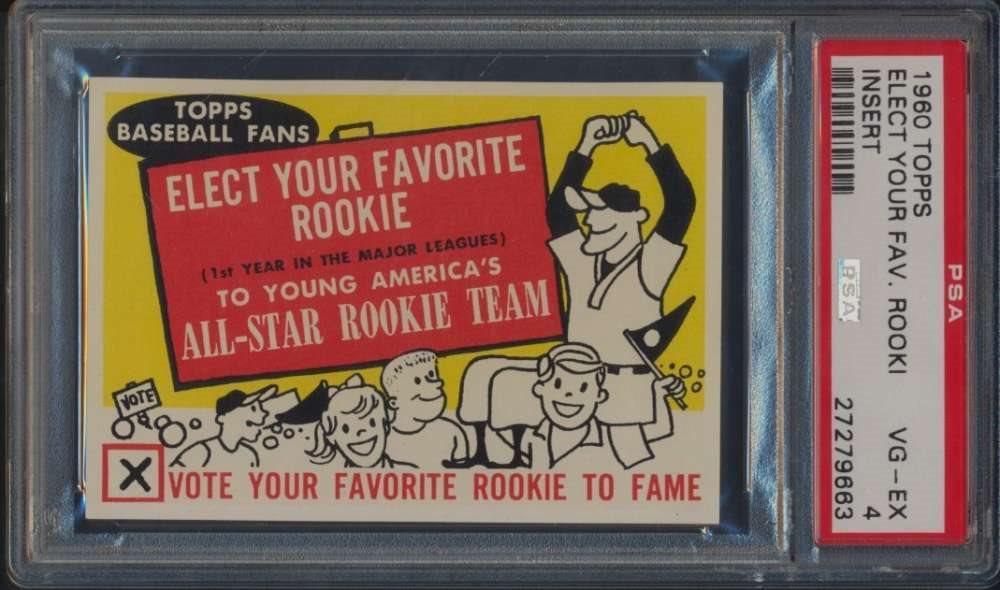 TOPPS
BASEBALL FANS
ELECT YOUR FAVORITE
ROOKIE
(1st YEAR IN THE MAJOR LEAGUES)
TO YOUNG AMERICA'S
ALL-STAR ROOKIE TEAM
VOTE
X
VOTE YOUR FAVORITE ROOKIE TO FAME
PSA
1960 TOPPS
ELECT YOUR FAV. ROOKI VG-EX
INSERT 4
PSA
27279663